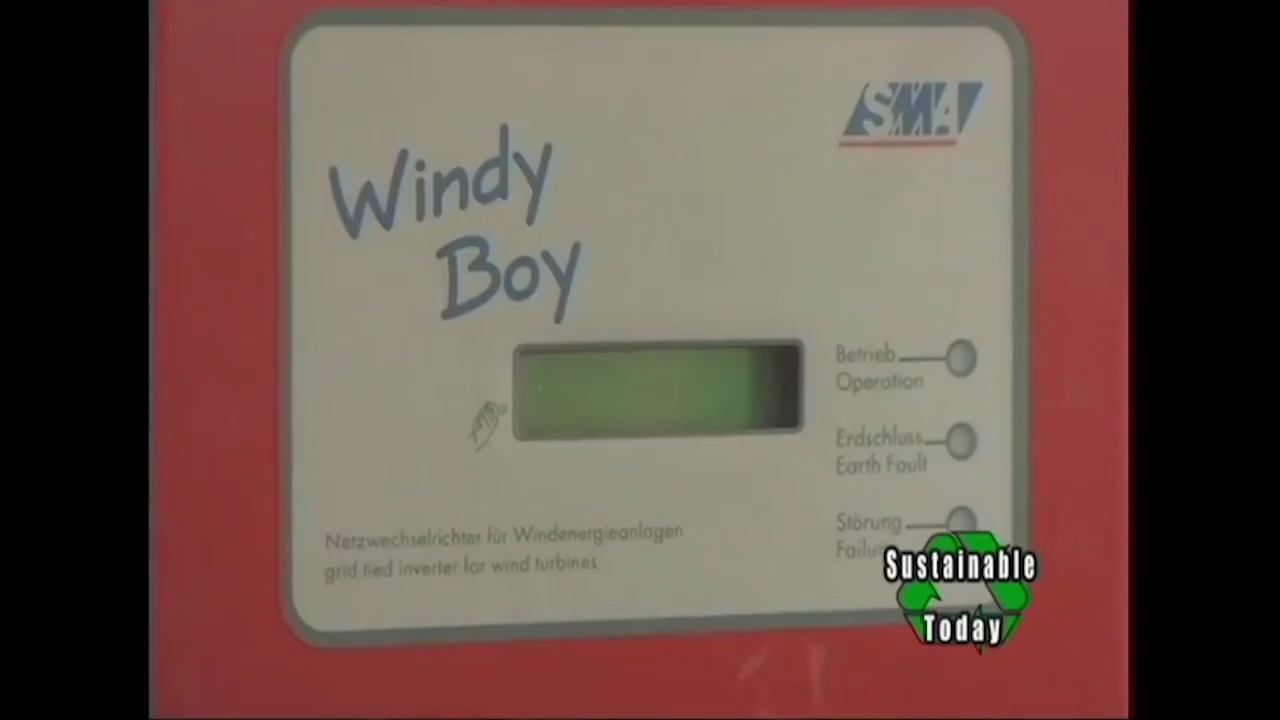 SMA
Windy
Boy
Betrieb
Operation
Erdschluss
Earth Fault
Störung
Netzwechselrichter für Windenergieanlagen
grid tied inverter for wind turbines
Sustainable
Today